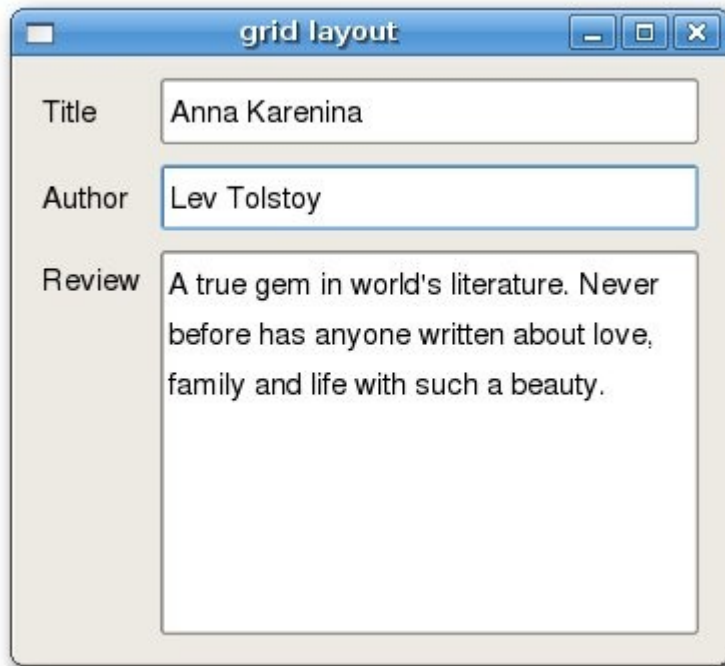 grid layout
Title
Anna Karenina
Author
Lev Tolstoy
Review
A true gem in world's literature. Never
before has anyone written about love,
family and life with such a beauty.